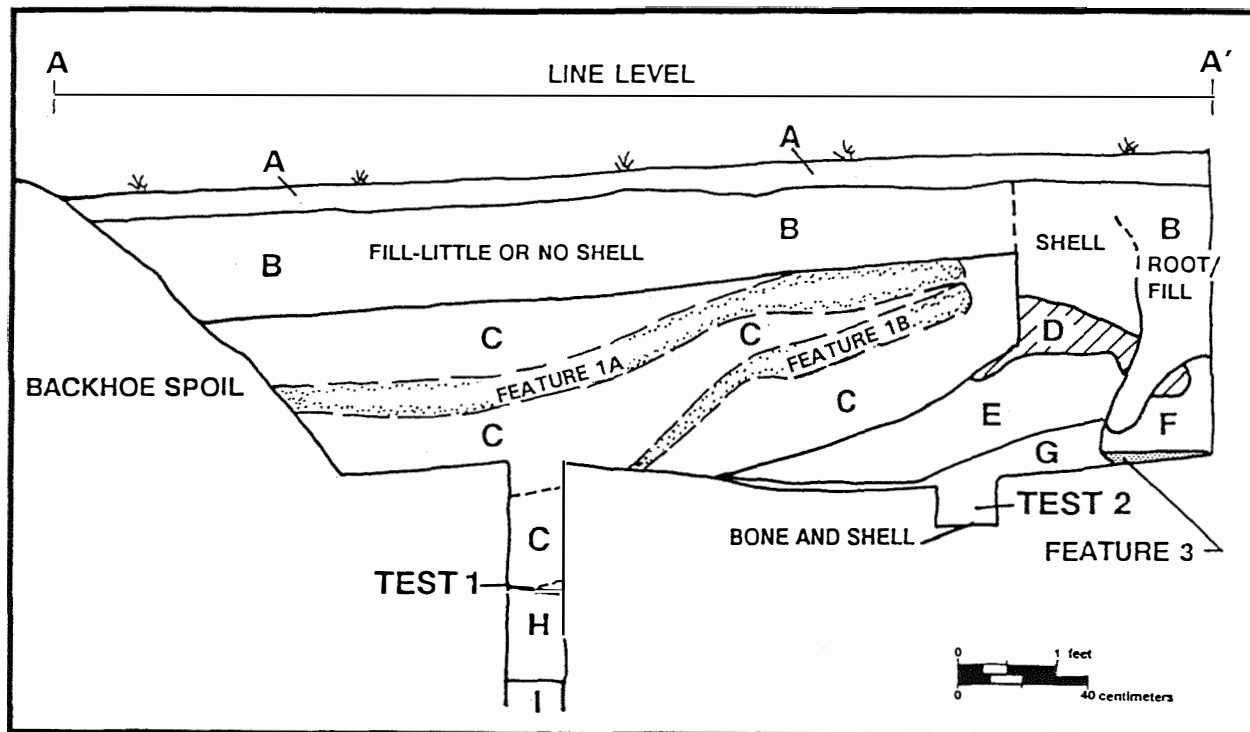 A
A'
LINE LEVEL
A
A
B
FILL-LITTLE OR NO SHELL
B
SHELL
B
ROOT/
FILL
C
C
D
FEATURE 1A
FEATURE 1B
BACKHOE SPOIL
C
C
E
F
G
C
TEST 1
TEST 2
BONE AND SHELL
FEATURE 3
H
I
0 1 feet
0 40 centimeters